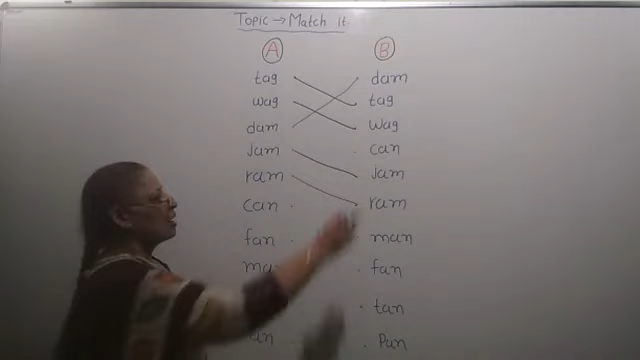 Topic → Match it
A B
tag dam
wag tag
dam wag
Jam can
ram Jam
can ram
fan man
fan
tan
Pan